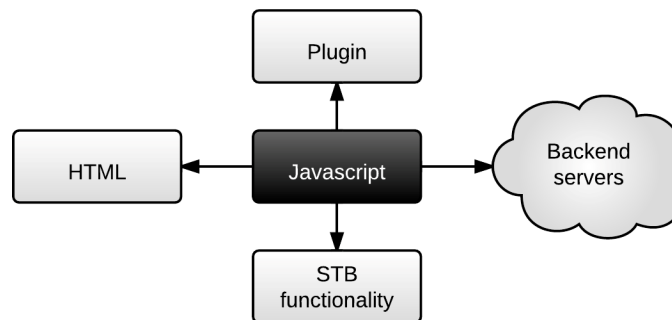 Plugin
HTML
Javascript
Backend
servers
STB
functionality